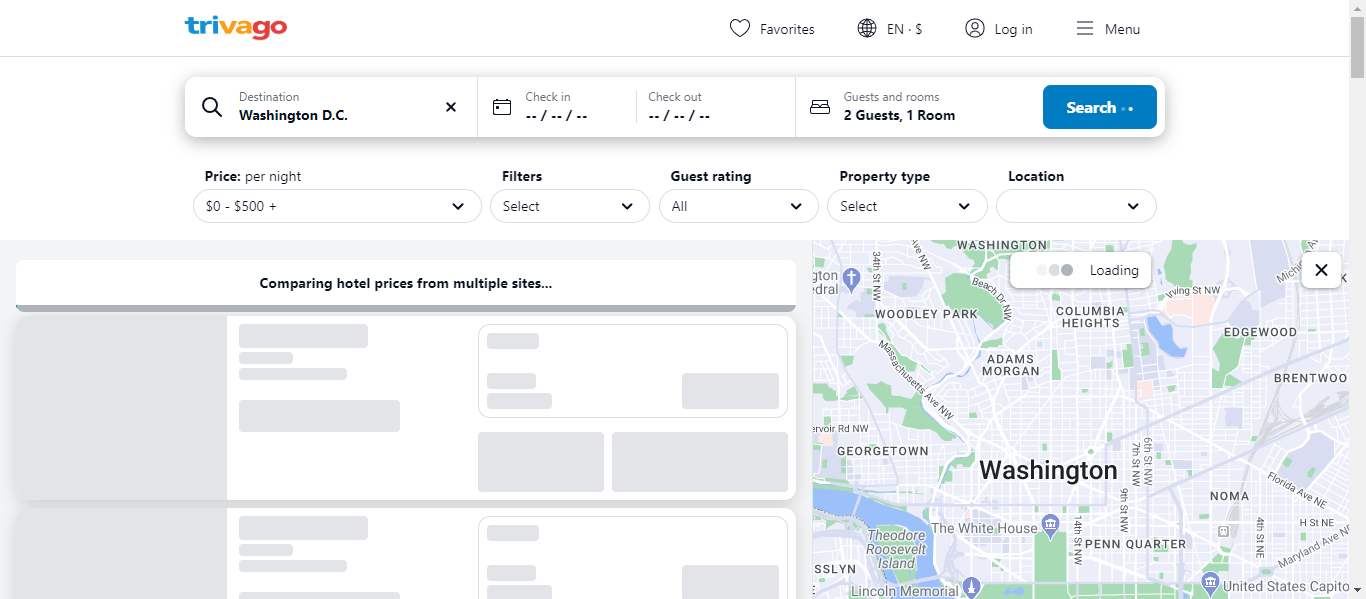 trivago
Favorites
EN · $
Log in
Menu
Destination
Washington D.C.
Check in
-- / -- / --
Check out
-- / -- / --
Guests and rooms
2 Guests, 1 Room
Search
Price: per night
$0 - $500 +
Filters
Select
Guest rating
All
Property type
Select
Location
Comparing hotel prices from multiple sites...
Loading
WASHINGTON
34th St NW
Beach Dr NW
Irving St NW
WOODLEY PARK
COLUMBIA
HEIGHTS
EDGEWOOD
ADAMS
MORGAN
Massachusetts Ave NW
BRENTWOO
ervoir Rd NW
GEORGETOWN
7th St NW
6th St NW
Washington
Florida Ave NE
NOMA
9th St NW
H St NE
4th St NE
Maryland Ave NE
The White House
14th St NW
PENN QUARTER
Theodore
Roosevelt
Island
SSLYN
Lincoln Memorial
United States Capito